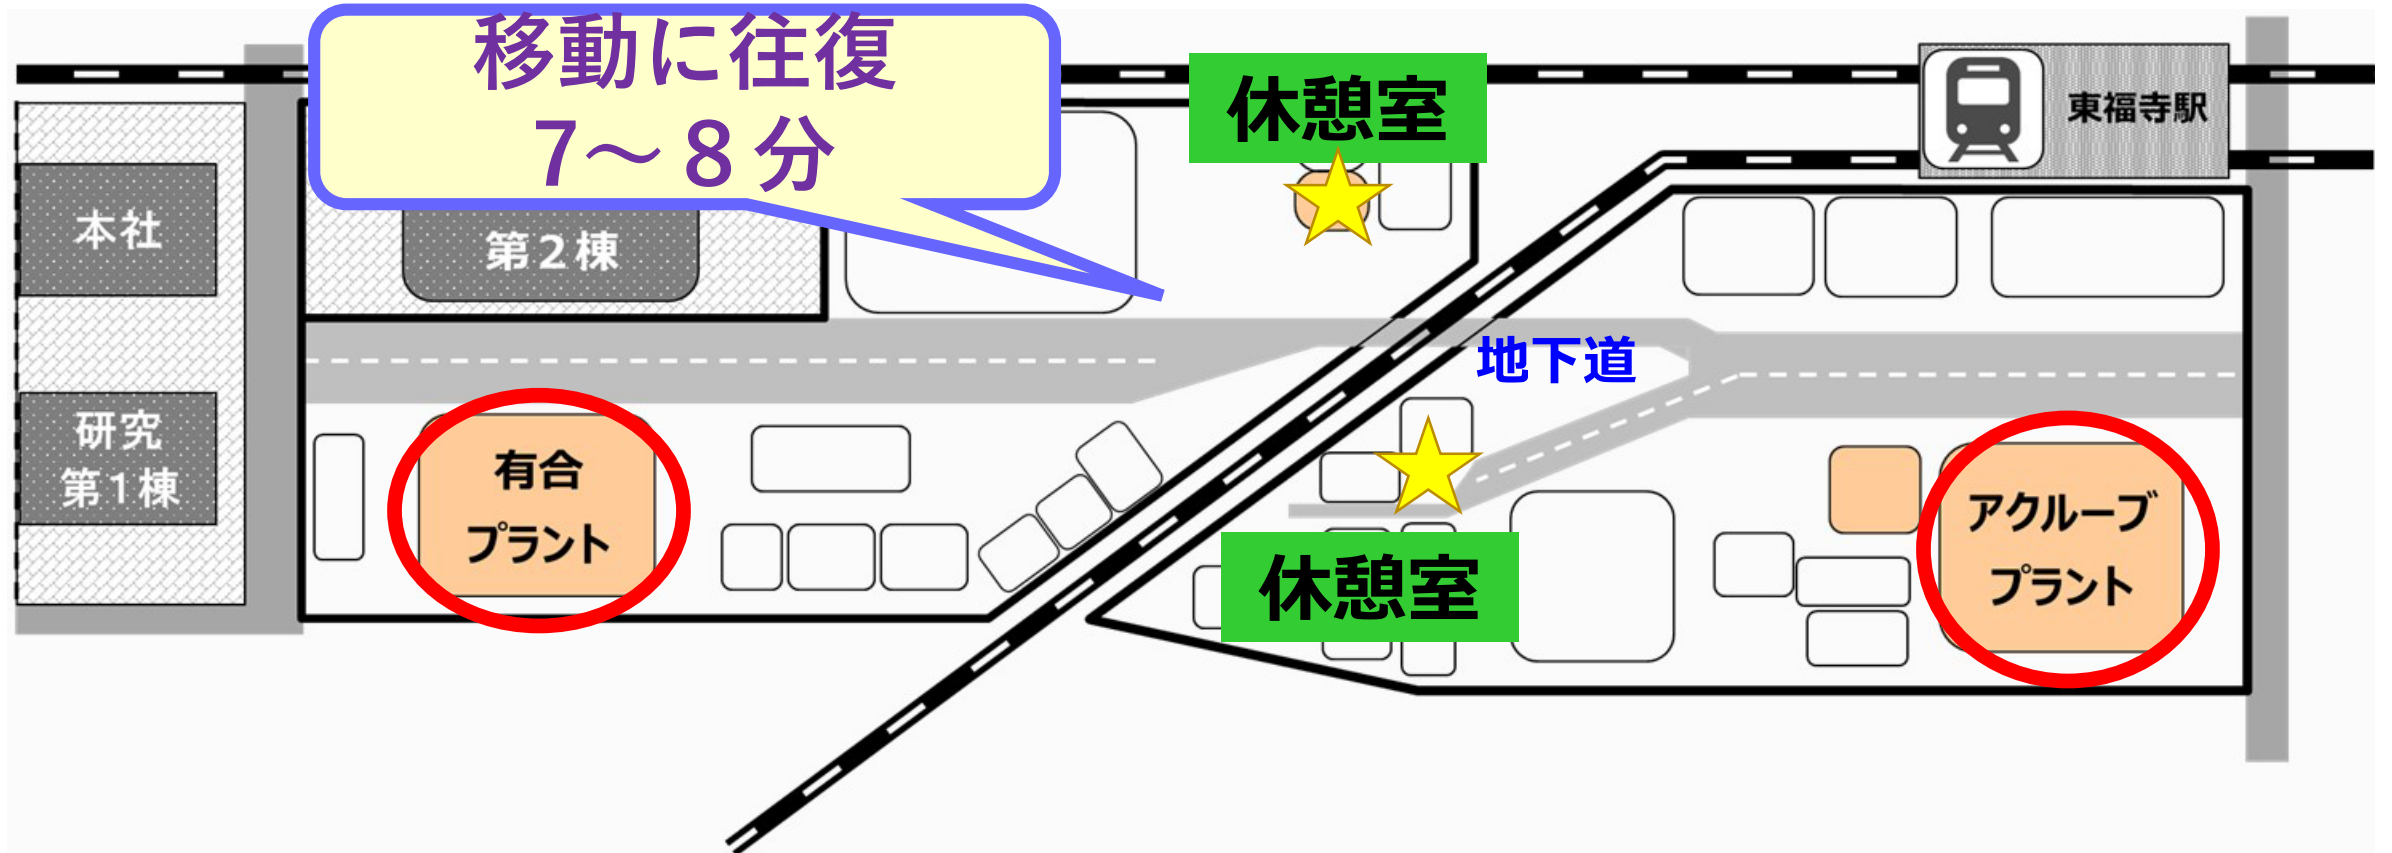 移動に往復
7～８分
休憩室
東福寺駅
本社
第２棟
地下道
研究
第１棟
有合
プラント
アクループ
プラント
休憩室